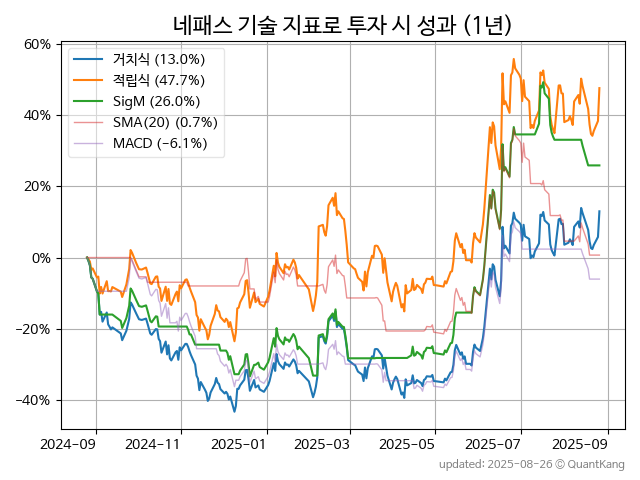 네패스 기술 지표로 투자 시 성과 (1년)
60%
40%
20%
0%
−20%
−40%
거치식 (13.0%)
적립식 (47.7%)
SigM (26.0%)
SMA(20) (0.7%)
MACD (−6.1%)
2024-09
2024-11
2025-01
2025-03
2025-05
2025-07
2025-09
updated: 2025-08-26 © QuantKang